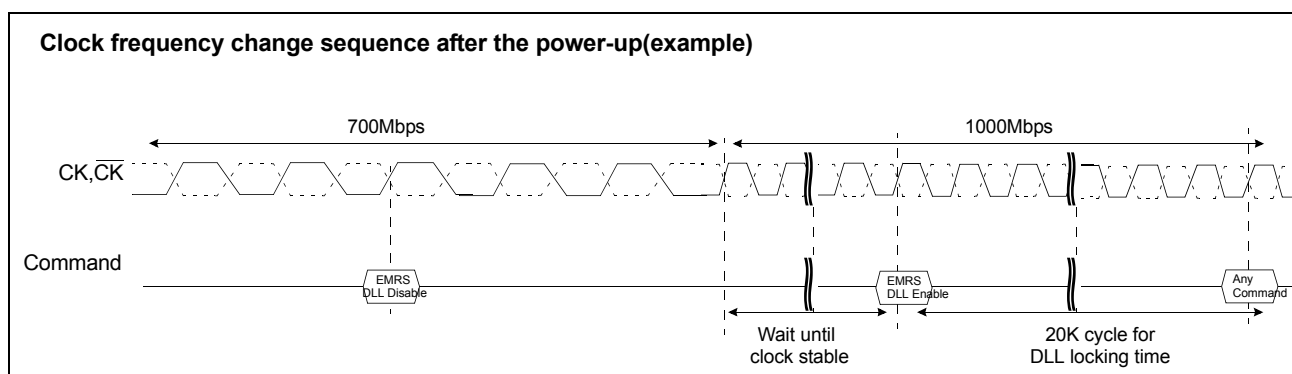 Clock frequency change sequence after the power-up(example)
700Mbps
1000Mbps
CK,C̅K̅
Command
EMRS
DLL Disable
EMRS
DLL Enable
Any
Command
Wait until
clock stable
20K cycle for
DLL locking time